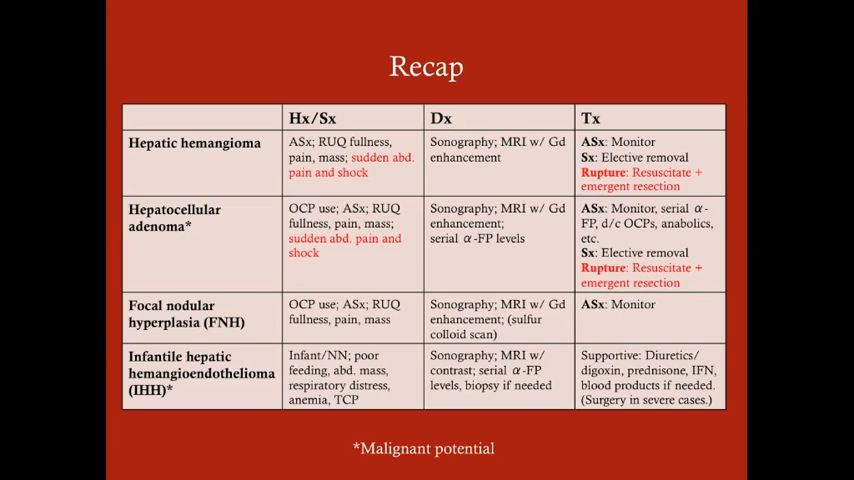 Recap
Hx/Sx
Dx
Tx
Hepatic hemangioma
ASx; RUQ fullness,
pain, mass; sudden abd.
pain and shock
Sonography; MRI w/ Gd
enhancement
ASx: Monitor
Sx: Elective removal
Rupture: Resuscitate +
emergent resection
Hepatocellular
adenoma*
OCP use; ASx; RUQ
fullness, pain, mass;
sudden abd. pain and
shock
Sonography; MRI w/ Gd
enhancement;
serial α-FP levels
ASx: Monitor, serial α-
FP, d/c OCPs, anabolics,
etc.
Sx: Elective removal
Rupture: Resuscitate +
emergent resection
Focal nodular
hyperplasia (FNH)
OCP use; ASx; RUQ
fullness, pain, mass
Sonography; MRI w/ Gd
enhancement; (sulfur
colloid scan)
ASx: Monitor
Infantile hepatic
hemangioendothelioma
(IHH)*
Infant/NN; poor
feeding, abd. mass,
respiratory distress,
anemia, TCP
Sonography; MRI w/
contrast; serial α-FP
levels, biopsy if needed
Supportive: Diuretics/
digoxin, prednisone, IFN,
blood products if needed.
(Surgery in severe cases.)
*Malignant potential